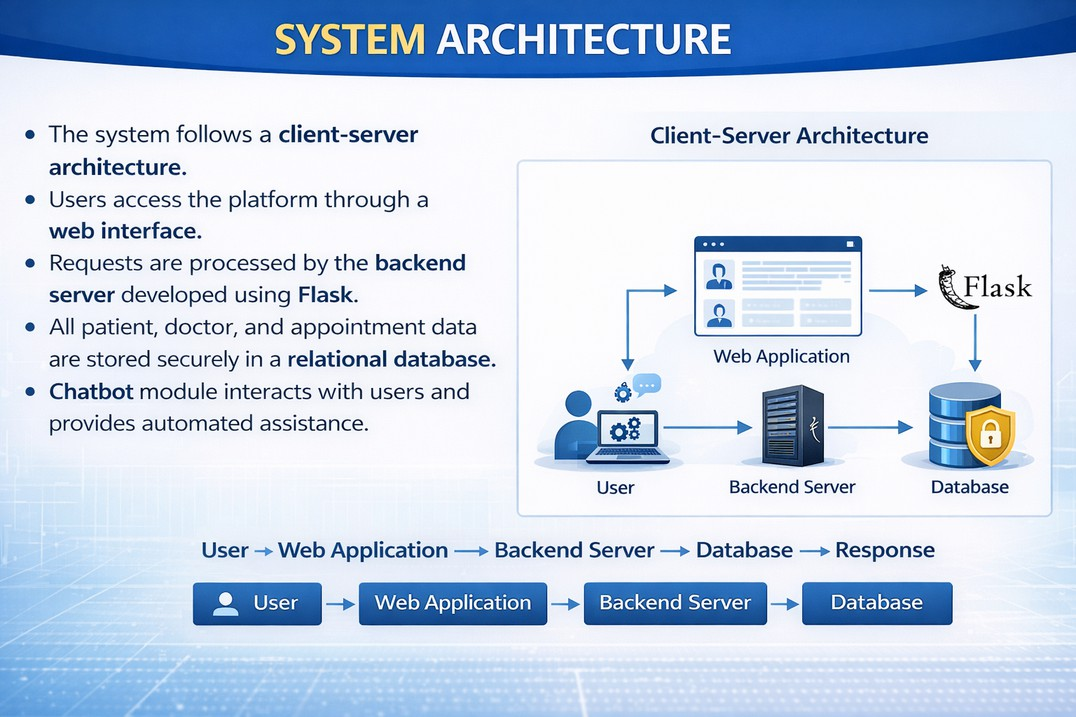 SYSTEM ARCHITECTURE
• The system follows a client-server
architecture.
• Users access the platform through a
web interface.
• Requests are processed by the backend
server developed using Flask.
• All patient, doctor, and appointment data
are stored securely in a relational database.
• Chatbot module interacts with users and
provides automated assistance.
Client-Server Architecture
Flask
Web Application
User
Backend Server
Database
User → Web Application → Backend Server → Database → Response
User → Web Application → Backend Server → Database